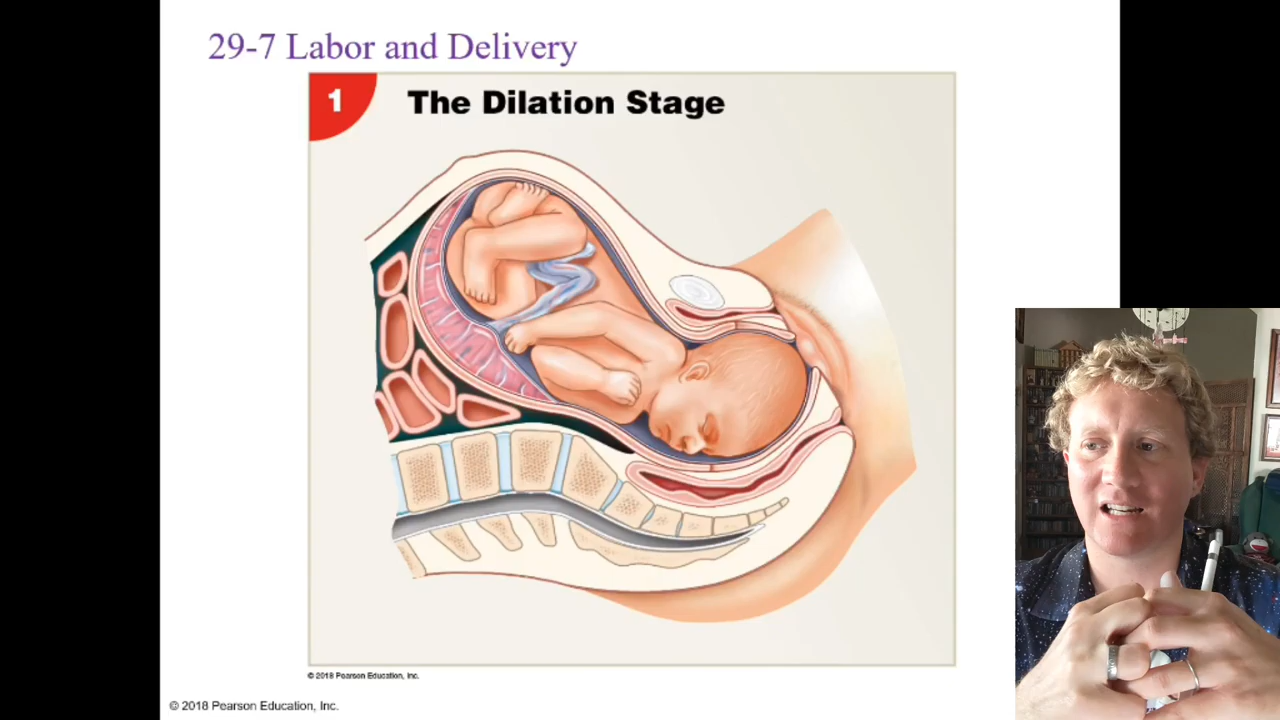 29-7 Labor and Delivery
1
The Dilation Stage
© 2018 Pearson Education, Inc.
© 2018 Pearson Education, Inc.